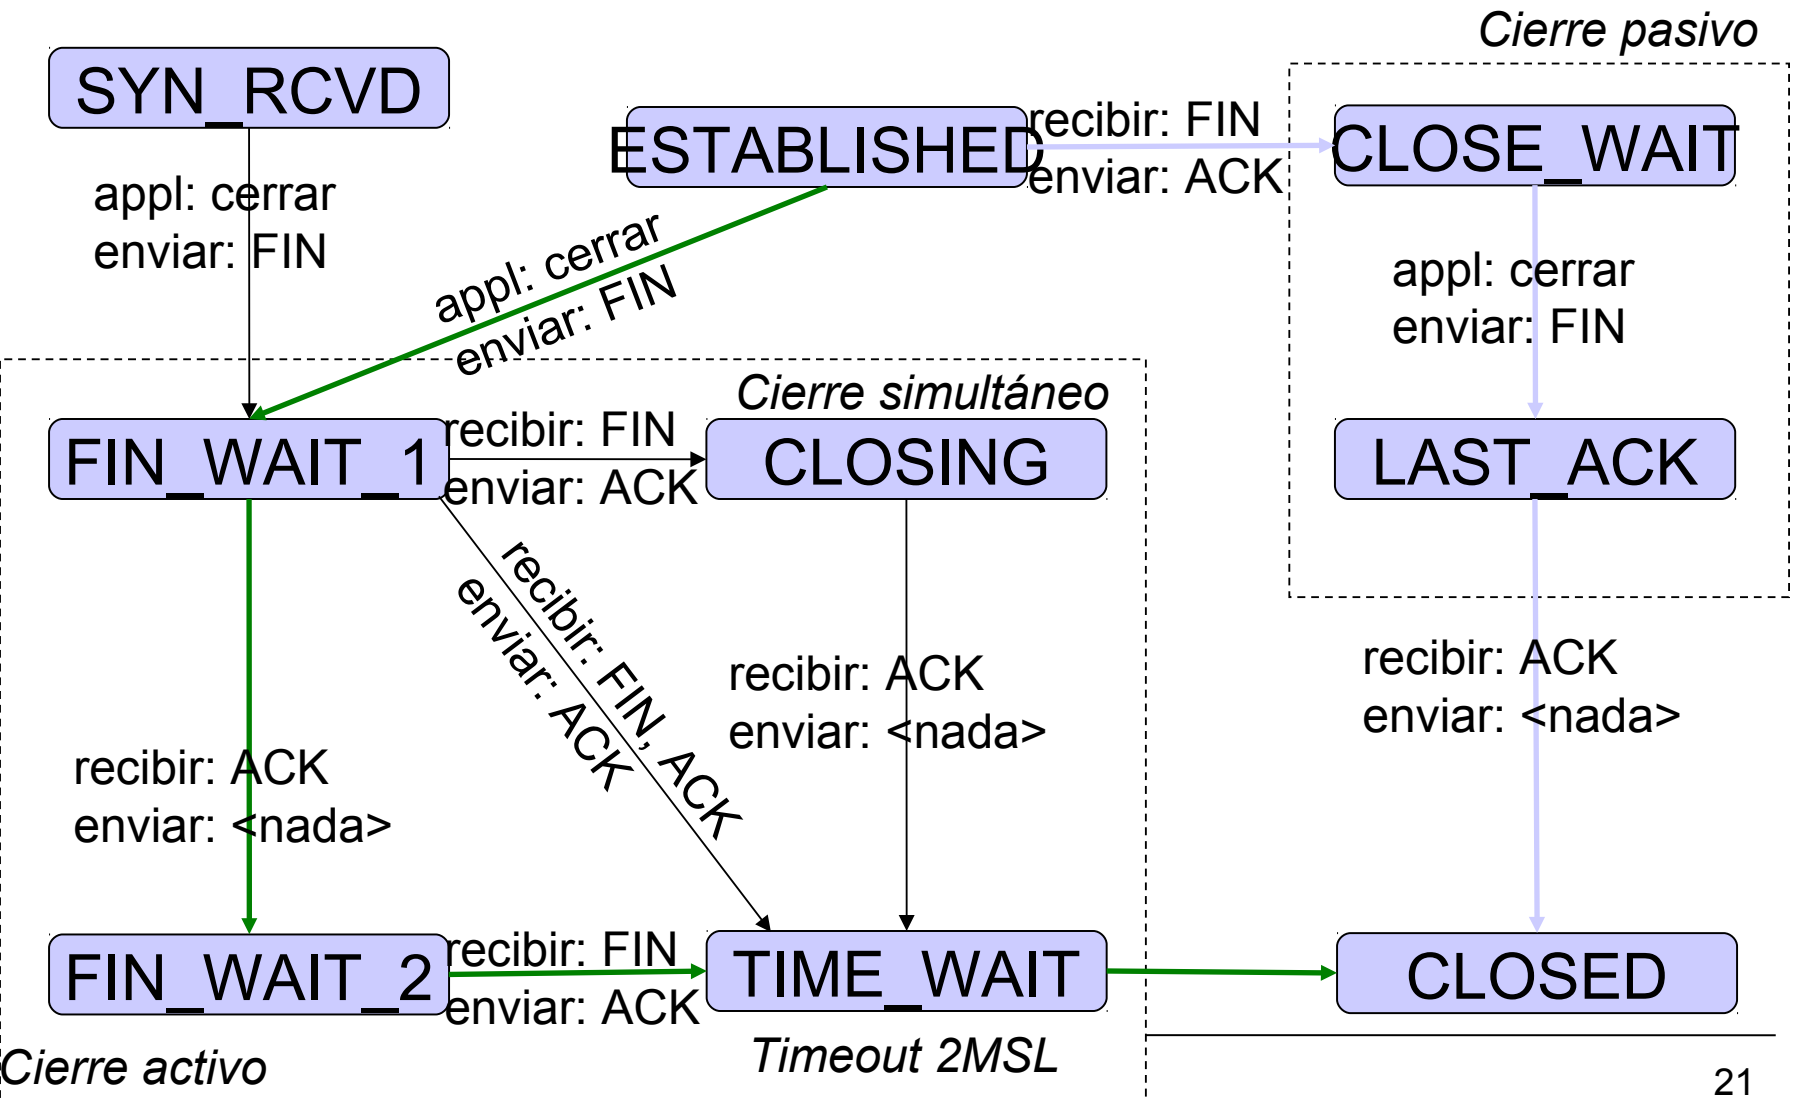 Cierre pasivo
SYN_RCVD
ESTABLISHED
recibir: FIN
enviar: ACK
CLOSE_WAIT
appl: cerrar
enviar: FIN
appl: cerrar
enviar: FIN
appl: cerrar
enviar: FIN
Cierre simultáneo
FIN_WAIT_1
recibir: FIN
enviar: ACK
CLOSING
LAST_ACK
recibir: FIN, ACK
enviar: ACK
recibir: ACK
enviar: <nada>
recibir: ACK
enviar: <nada>
recibir: ACK
enviar: <nada>
FIN_WAIT_2
recibir: FIN
enviar: ACK
TIME_WAIT
CLOSED
Cierre activo
Timeout 2MSL
21